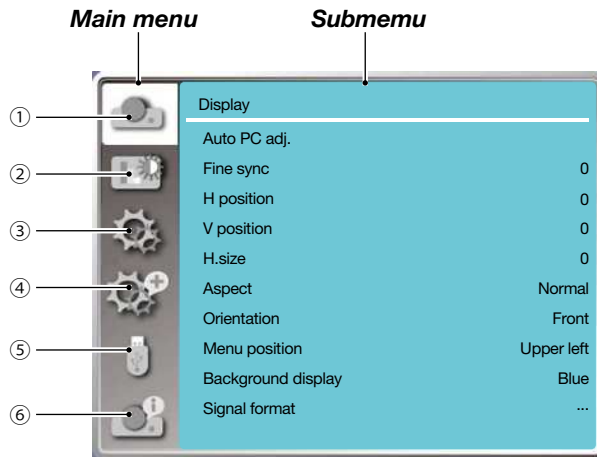 Main menu Submemu
① Display
Auto PC adj.
② Fine sync 0
H position 0
③ V position 0
H.size 0
④ Aspect Normal
Orientation Front
⑤ Menu position Upper left
Background display Blue
⑥ Signal format ...